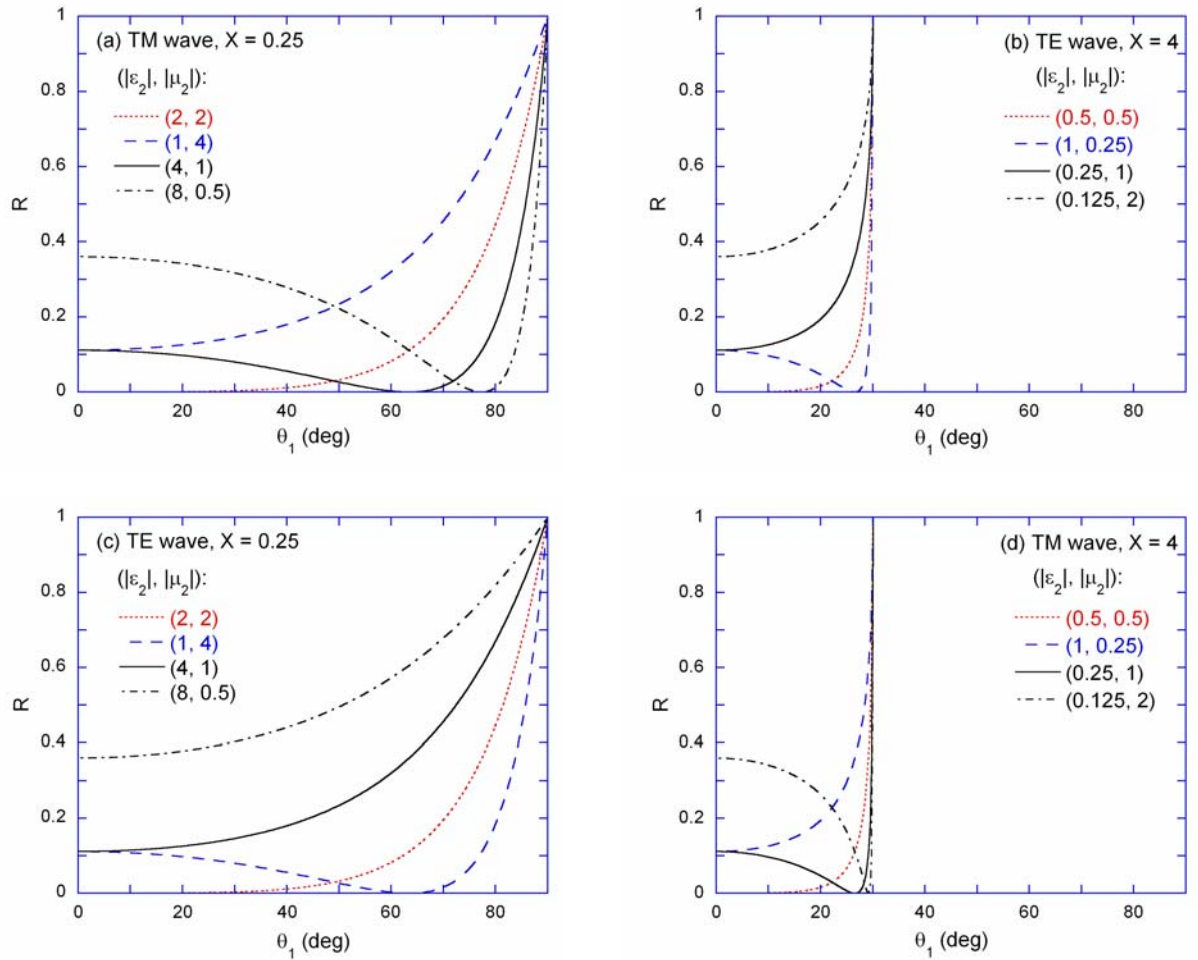 (a) TM wave, X = 0.25
(|ε₂|, |μ₂|):
(2, 2)
(1, 4)
(4, 1)
(8, 0.5)
R
1
0.8
0.6
0.4
0.2
0
0 20 40 60 80
θ₁ (deg)
(b) TE wave, X = 4
(|ε₂|, |μ₂|):
(0.5, 0.5)
(1, 0.25)
(0.25, 1)
(0.125, 2)
R
1
0.8
0.6
0.4
0.2
0
0 20 40 60 80
θ₁ (deg)
(c) TE wave, X = 0.25
(|ε₂|, |μ₂|):
(2, 2)
(1, 4)
(4, 1)
(8, 0.5)
R
1
0.8
0.6
0.4
0.2
0
0 20 40 60 80
θ₁ (deg)
(d) TM wave, X = 4
(|ε₂|, |μ₂|):
(0.5, 0.5)
(1, 0.25)
(0.25, 1)
(0.125, 2)
R
1
0.8
0.6
0.4
0.2
0
0 20 40 60 80
θ₁ (deg)